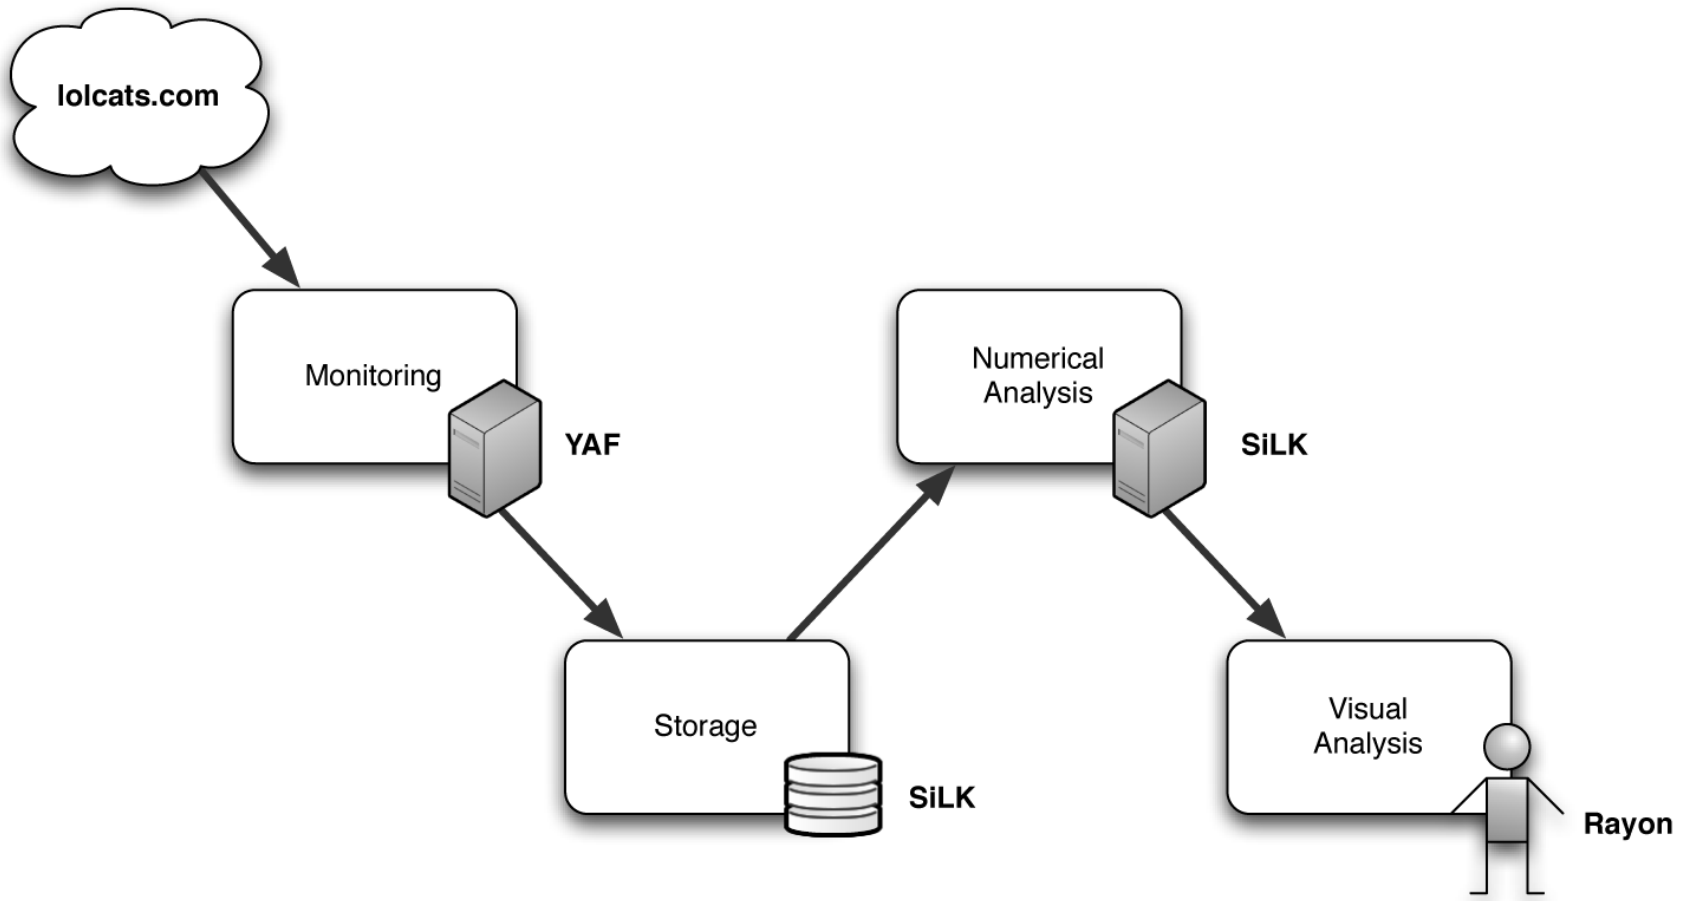 lolcats.com
Monitoring
YAF
Storage
SiLK
Numerical
Analysis
SiLK
Visual
Analysis
Rayon